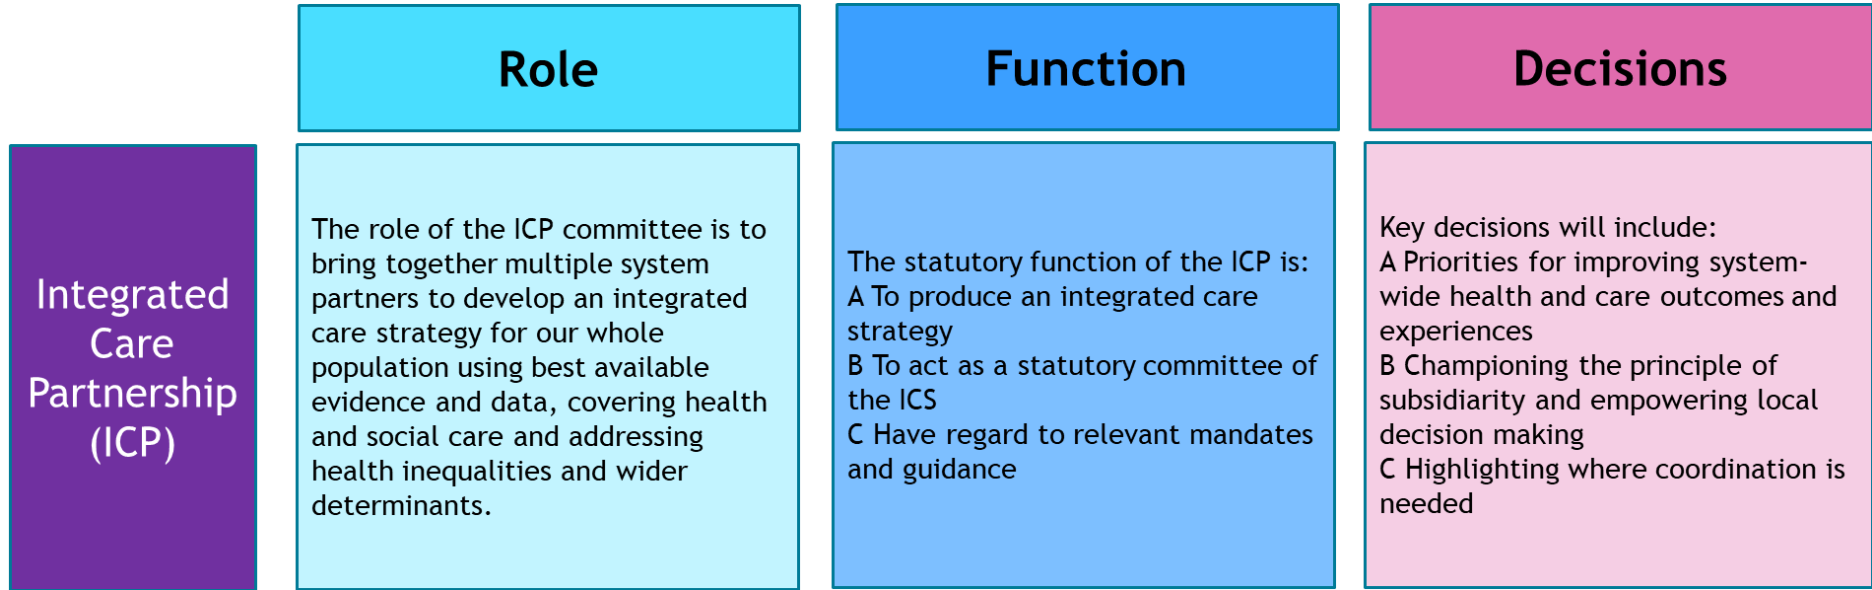 Role
Function
Decisions
Integrated
Care
Partnership
(ICP)
The role of the ICP committee is to
bring together multiple system
partners to develop an integrated
care strategy for our whole
population using best available
evidence and data, covering health
and social care and addressing
health inequalities and wider
determinants.
The statutory function of the ICP is:
A To produce an integrated care
strategy
B To act as a statutory committee of
the ICS
C Have regard to relevant mandates
and guidance
Key decisions will include:
A Priorities for improving system-
wide health and care outcomes and
experiences
B Championing the principle of
subsidiarity and empowering local
decision making
C Highlighting where coordination is
needed